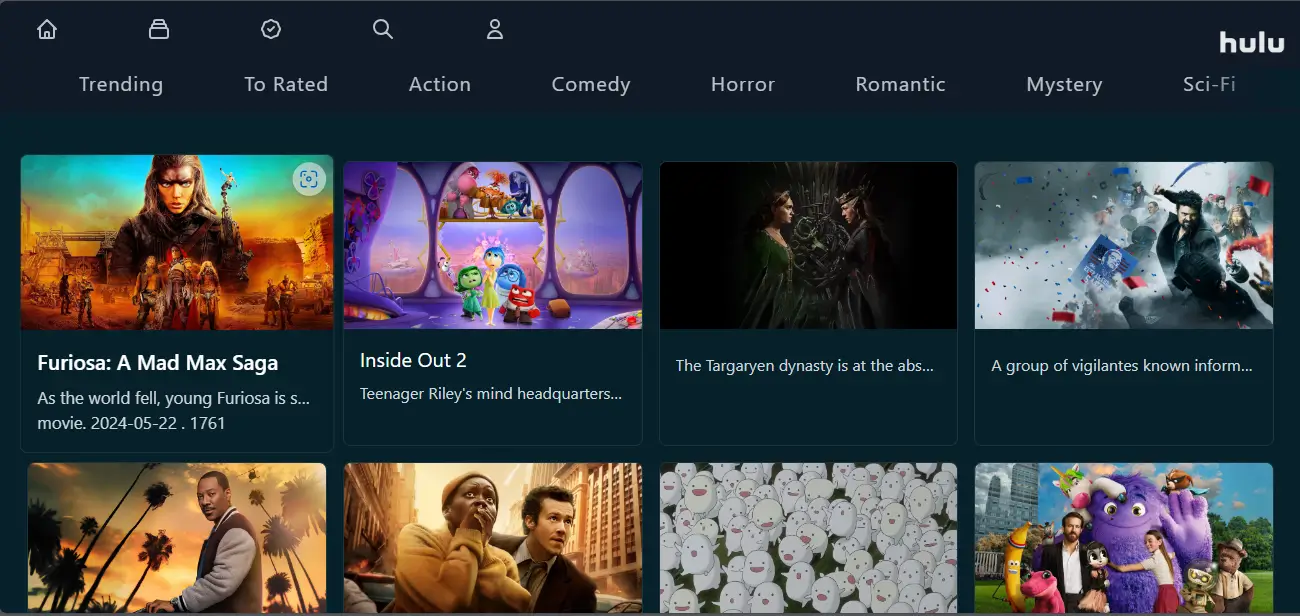 hulu
Trending To Rated Action Comedy Horror Romantic Mystery Sci-Fi
Furiosa: A Mad Max Saga
As the world fell, young Furiosa is s...
movie. 2024-05-22 . 1761
Inside Out 2
Teenager Riley's mind headquarters...
The Targaryen dynasty is at the abs...
A group of vigilantes known inform...